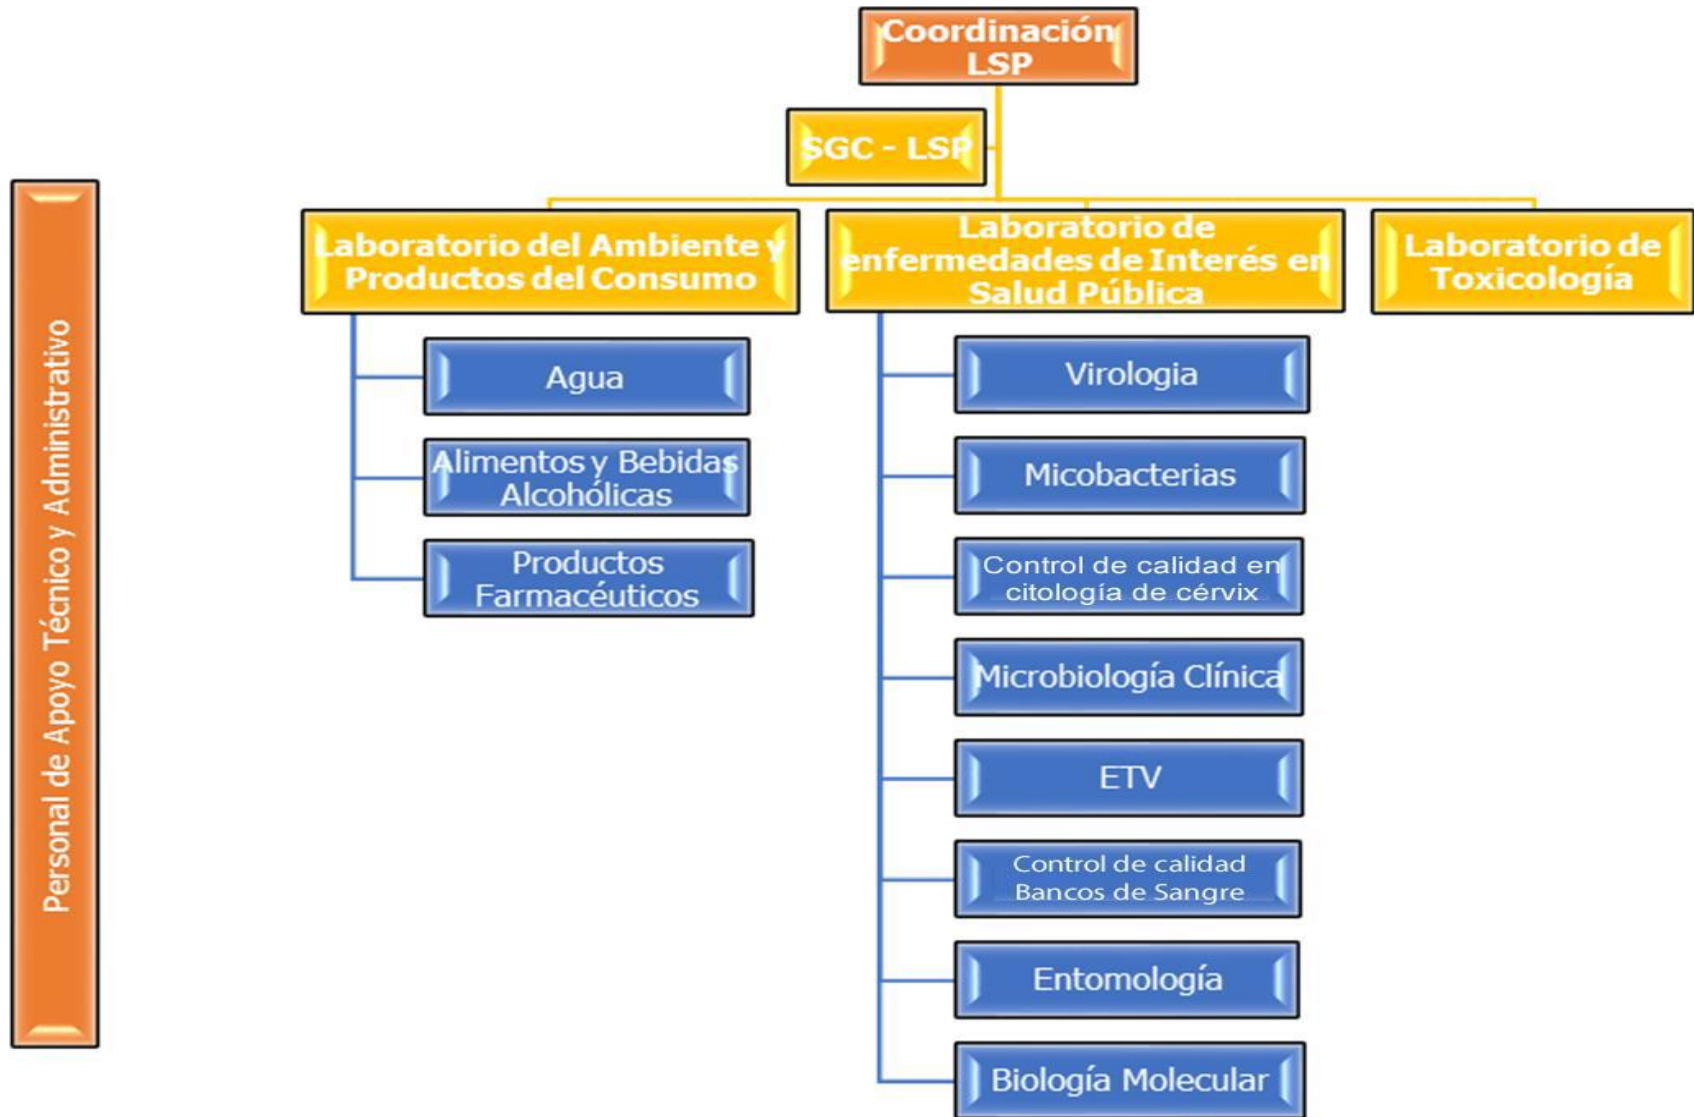 Coordinación
LSP
SGC - LSP
Personal de Apoyo Técnico y Administrativo
Laboratorio del Ambiente y
Productos del Consumo
Agua
Alimentos y Bebidas
Alcohólicas
Productos
Farmacéuticos
Laboratorio de
enfermedades de Interés en
Salud Pública
Virologia
Micobacterias
Control de calidad en
citología de cérvix
Microbiología Clínica
ETV
Control de calidad
Bancos de Sangre
Entomología
Biología Molecular
Laboratorio de
Toxicología